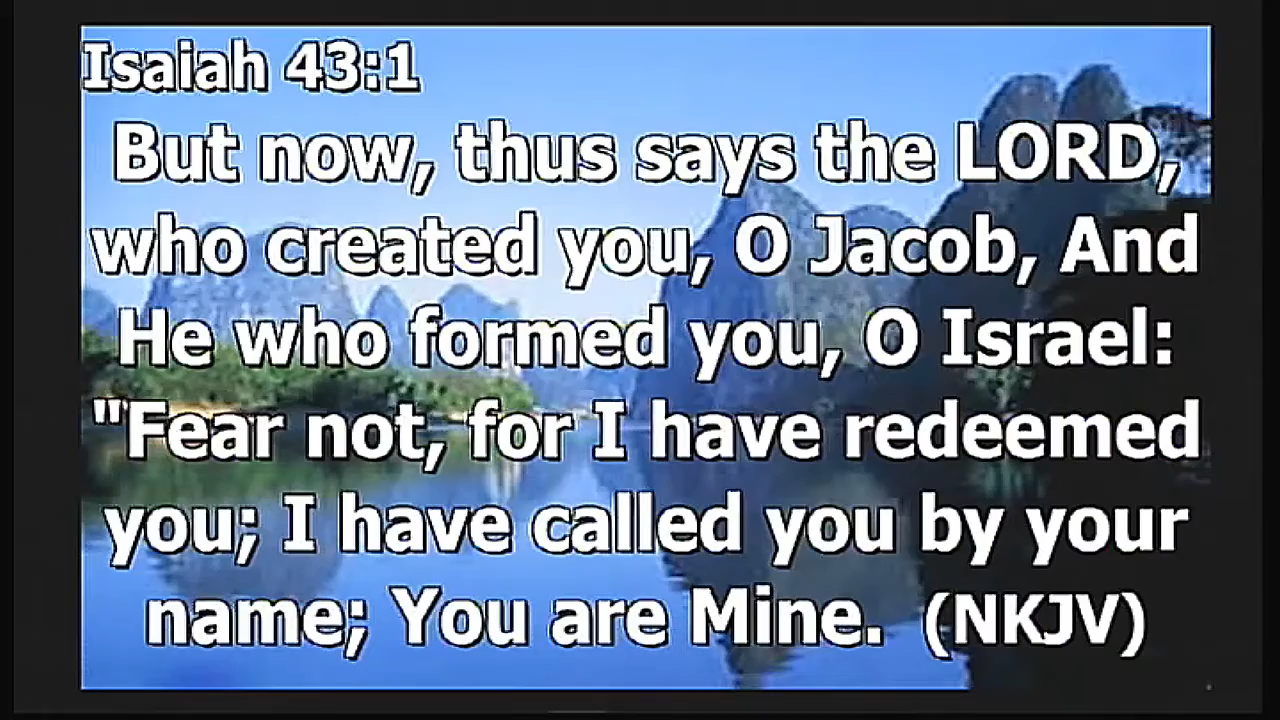 Isaiah 43:1
But now, thus says the LORD,
who created you, O Jacob, And
He who formed you, O Israel:
"Fear not, for I have redeemed
you; I have called you by your
name; You are Mine. (NKJV)